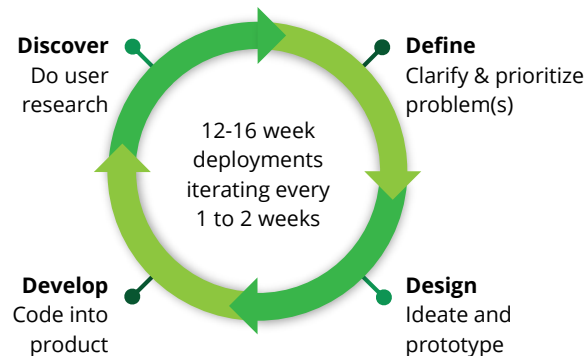 Discover
Do user
research
Define
Clarify & prioritize
problem(s)
12-16 week
deployments
iterating every
1 to 2 weeks
Develop
Code into
product
Design
Ideate and
prototype